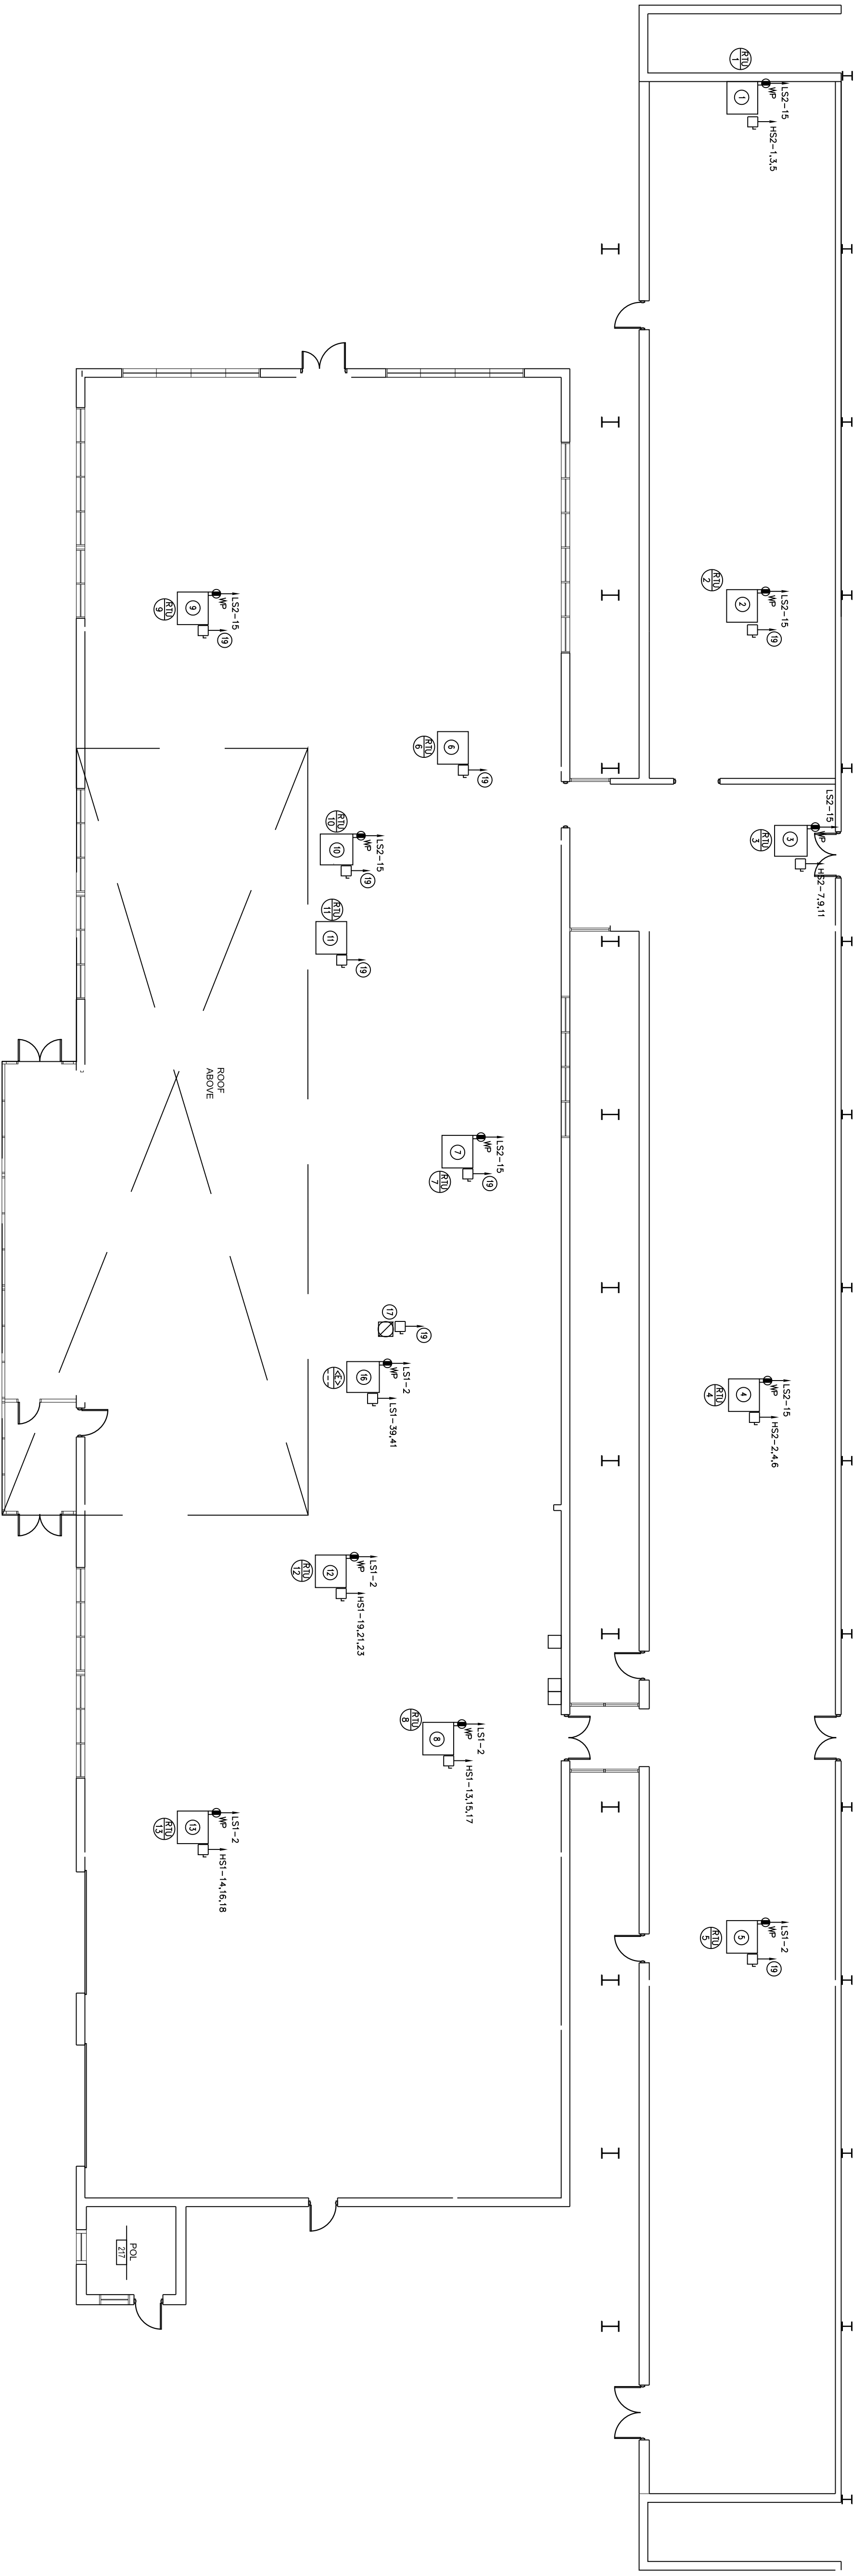 RTU
1
1
LS2-15
WP
HS2-1,3,5
RTU
2
2
LS2-15
WP
19
RTU
9
9
LS2-15
WP
19
RTU
6
6
19
RTU
10
10
LS2-15
WP
19
RTU
3
3
LS2-15
WP
HS2-7,9,11
RTU
11
11
19
ROOF
ABOVE
RTU
7
7
LS2-15
WP
19
17
19
<E>
--
16
LS1-2
WP
LS1-39,41
RTU
4
4
LS2-15
WP
HS2-2,4,6
RTU
12
12
LS1-2
WP
HS1-19,21,23
RTU
8
8
LS1-2
WP
HS1-13,15,17
RTU
13
13
LS1-2
WP
HS1-14,16,18
RTU
5
5
LS1-2
WP
19
POL
217